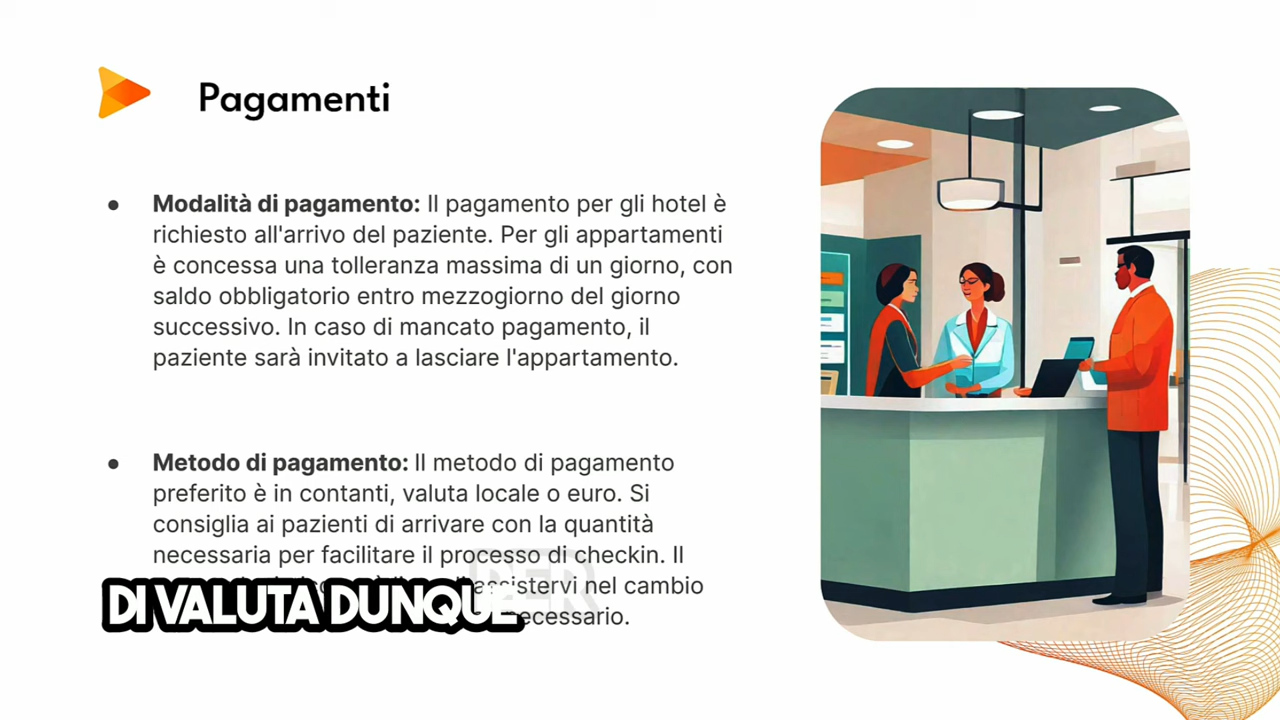 Pagamenti
● Modalità di pagamento: Il pagamento per gli hotel è
richiesto all'arrivo del paziente. Per gli appartamenti
è concessa una tolleranza massima di un giorno, con
saldo obbligatorio entro mezzogiorno del giorno
successivo. In caso di mancato pagamento, il
paziente sarà invitato a lasciare l'appartamento.
● Metodo di pagamento: Il metodo di pagamento
preferito è in contanti, valuta locale o euro. Si
consiglia ai pazienti di arrivare con la quantità
necessaria per facilitare il processo di checkin. Il
assistervi nel cambio
necessario.
DI VALUTA DUNQUE PER